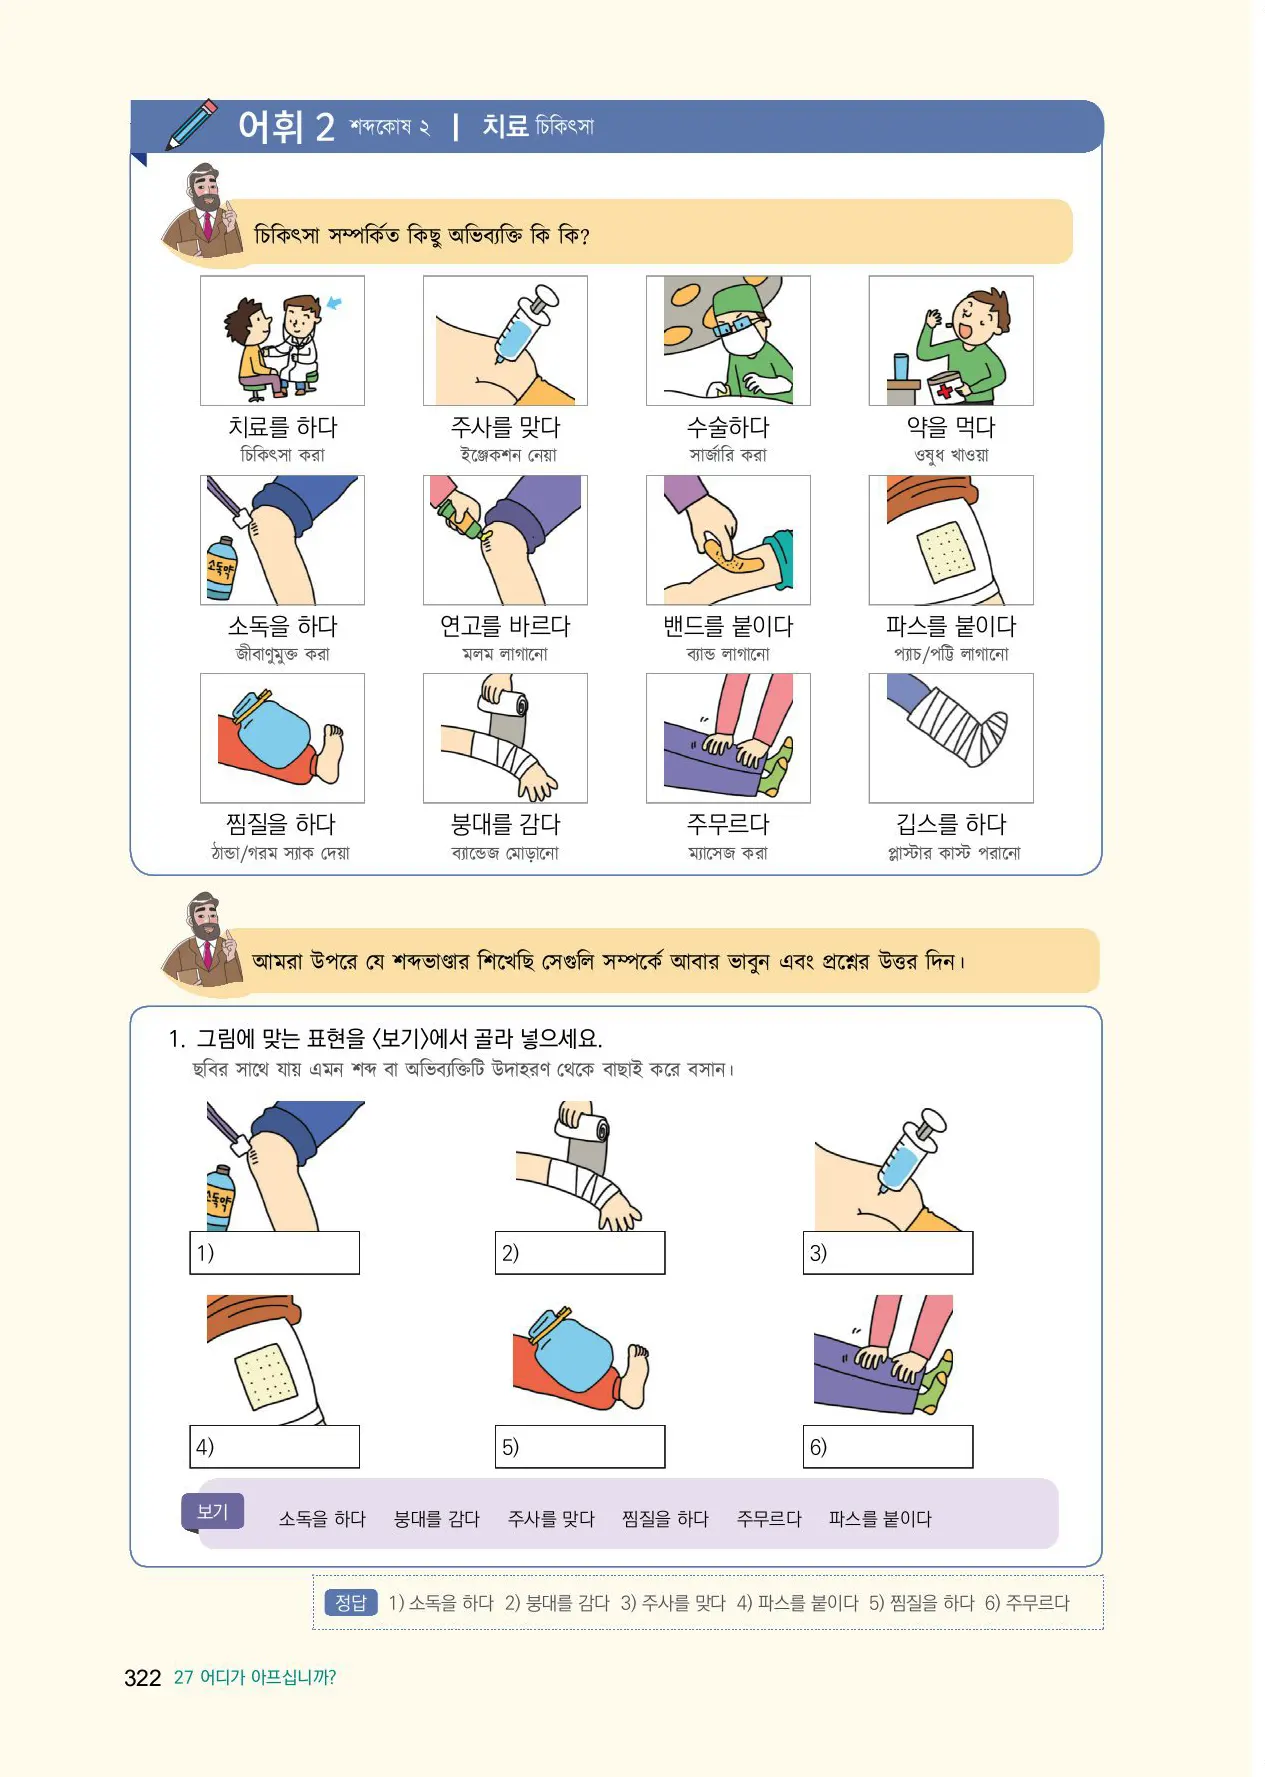 어휘 2 শব্দকোষ ২ | 치료 চিকিৎসা
চিকিৎসা সম্পর্কিত কিছু অভিব্যক্তি কি কি?
치료를 하다 주사를 맞다 수술하다 약을 먹다
চিকিৎসা করা ইঞ্জেকশন নেয়া সার্জারি করা ওষুধ খাওয়া
소독약
소독을 하다 연고를 바르다 밴드를 붙이다 파스를 붙이다
জীবাণুমুক্ত করা মলম লাগানো ব্যান্ড লাগানো প্যাচ/পট্টি লাগানো
찜질을 하다 붕대를 감다 주무르다 깁스를 하다
ঠান্ডা/গরম স্যাক দেয়া ব্যান্ডেজ মোড়ানো ম্যাসেজ করা প্লাস্টার কাস্ট পরানো
আমরা উপরে যে শব্দভাণ্ডার শিখেছি সেগুলি সম্পর্কে আবার ভাবুন এবং প্রশ্নের উত্তর দিন।
1. 그림에 맞는 표현을 〈보기〉에서 골라 넣으세요.
ছবির সাথে যায় এমন শব্দ বা অভিব্যক্তিটি উদাহরণ থেকে বাছাই করে বসান।
소독약
1) 2) 3)
4) 5) 6)
보기 소독을 하다 붕대를 감다 주사를 맞다 찜질을 하다 주무르다 파스를 붙이다
정답 1) 소독을 하다 2) 붕대를 감다 3) 주사를 맞다 4) 파스를 붙이다 5) 찜질을 하다 6) 주무르다
322 27 어디가 아프십니까?